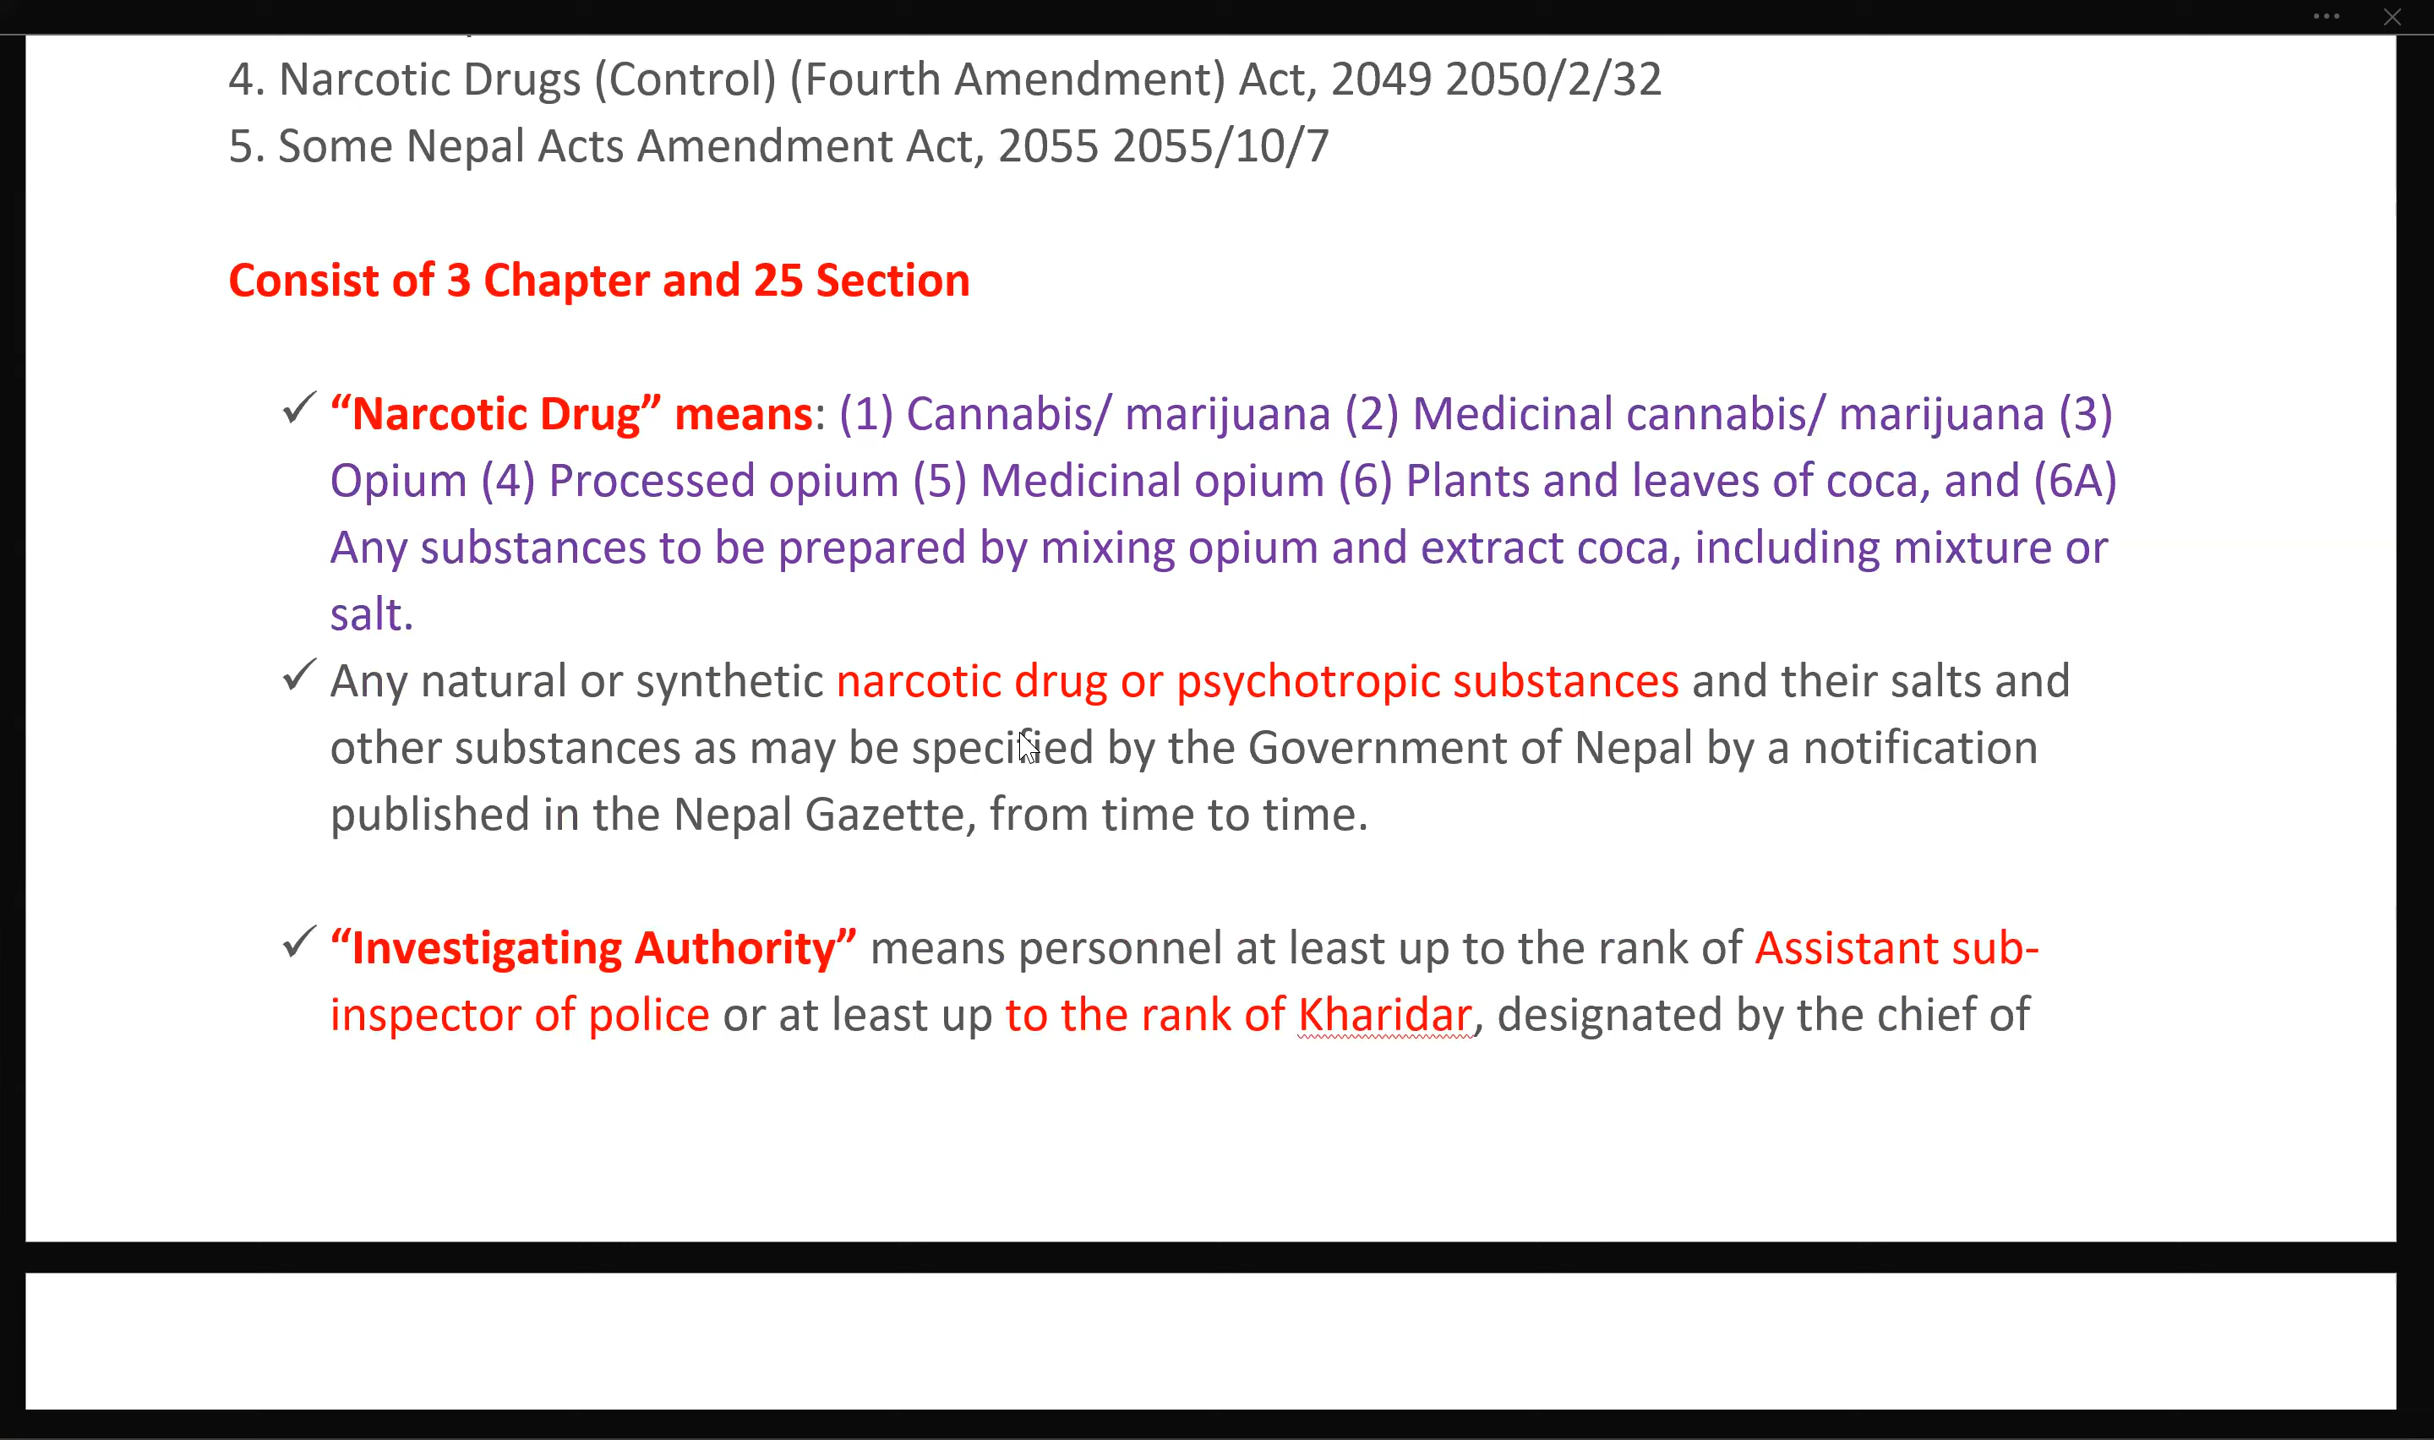 4. Narcotic Drugs (Control) (Fourth Amendment) Act, 2049 2050/2/32
5. Some Nepal Acts Amendment Act, 2055 2055/10/7
Consist of 3 Chapter and 25 Section
✓ “Narcotic Drug” means: (1) Cannabis/ marijuana (2) Medicinal cannabis/ marijuana (3)
Opium (4) Processed opium (5) Medicinal opium (6) Plants and leaves of coca, and (6A)
Any substances to be prepared by mixing opium and extract coca, including mixture or
salt.
✓ Any natural or synthetic narcotic drug or psychotropic substances and their salts and
other substances as may be specified by the Government of Nepal by a notification
published in the Nepal Gazette, from time to time.
✓ “Investigating Authority” means personnel at least up to the rank of Assistant sub-
inspector of police or at least up to the rank of Kharidar, designated by the chief of